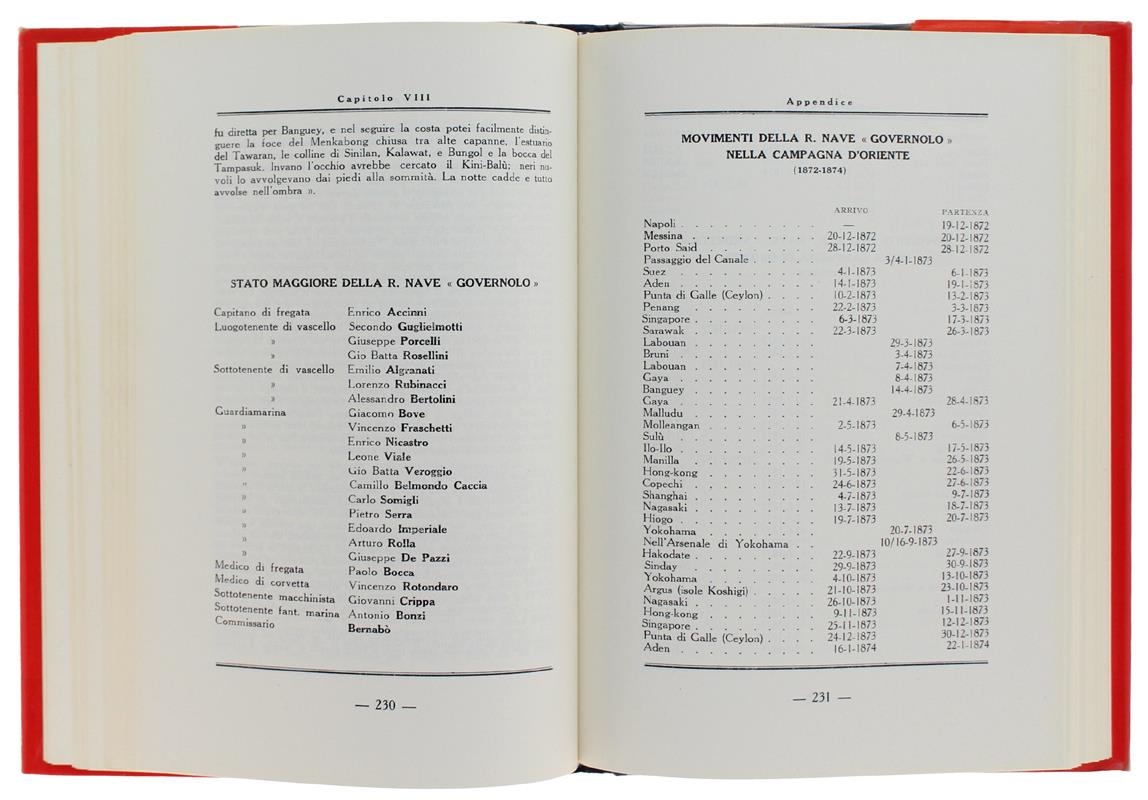 Capitolo VIII
fu diretta per Banguey, e nel seguire la costa potei facilmente distin-
guere la foce del Menkabong chiusa tra alte capanne, l'estuario
del Tawaran, le colline di Sinilan, Kalawat, e Bungol e la bocca del
Tampasuk. Invano l'occhio avrebbe cercato il Kini-Balù; neri nu-
voli lo avvolgevano dai piedi alla sommità. La notte cadde e tutto
avvolse nell'ombra ».
STATO MAGGIORE DELLA R. NAVE « GOVERNOLO »
Capitano di fregata Enrico Accinni
Luogotenente di vascello Secondo Guglielmotti
» Giuseppe Porcelli
» Gio Batta Rosellini
Sottotenente di vascello Emilio Algranati
» Lorenzo Rubinacci
» Alessandro Bertolini
Guardiamarina Giacomo Bove
» Vincenzo Fraschetti
» Enrico Nicastro
» Leone Viale
» Gio Batta Veroggio
» Camillo Belmondo Caccia
» Carlo Somigli
» Pietro Serra
» Edoardo Imperiale
» Arturo Rolla
» Giuseppe De Pazzi
Medico di fregata Paolo Bocca
Medico di corvetta Vincenzo Rotondaro
Sottotenente macchinista Giovanni Crippa
Sottotenente fant. marina Antonio Bonzi
Commissario Bernabò
— 230 —
Appendice
MOVIMENTI DELLA R. NAVE « GOVERNOLO »
NELLA CAMPAGNA D'ORIENTE
(1872-1874)
ARRIVO PARTENZA
Napoli . . . . . . . . . — 19-12-1872
Messina . . . . . . . . . 20-12-1872 20-12-1872
Porto Said . . . . . . . . 28-12-1872 28-12-1872
Passaggio del Canale . . . . . 3/4-1-1873
Suez . . . . . . . . . 4-1-1873 6-1-1873
Aden . . . . . . . . . 14-1-1873 19-1-1873
Punta di Galle (Ceylon) . . . . 10-2-1873 13-2-1873
Penang . . . . . . . . . 22-2-1873 3-3-1873
Singapore . . . . . . . . . 6-3-1873 17-3-1873
Sarawak . . . . . . . . . 22-3-1873 26-3-1873
Labouan . . . . . . . . . 29-3-1873
Bruni . . . . . . . . . 3-4-1873
Labouan . . . . . . . . . 7-4-1873
Gaya . . . . . . . . . 8-4-1873
Banguey . . . . . . . . . 14-4-1873
Gaya . . . . . . . . . 21-4-1873 28-4-1873
Malludu . . . . . . . . . 29-4-1873
Molleangan . . . . . . . . 2-5-1873 6-5-1873
Sulù . . . . . . . . . 8-5-1873
Ilo-Ilo . . . . . . . . . 14-5-1873 17-5-1873
Manilla . . . . . . . . . 19-5-1873 26-5-1873
Hong-kong . . . . . . . . 31-5-1873 22-6-1873
Copechi . . . . . . . . . 24-6-1873 27-6-1873
Shanghai . . . . . . . . . 4-7-1873 9-7-1873
Nagasaki . . . . . . . . . 13-7-1873 18-7-1873
Hiogo . . . . . . . . . 19-7-1873 20-7-1873
Yokohama . . . . . . . . 20-7-1873
Nell'Arsenale di Yokohama . . 10/16-9-1873
Hakodate . . . . . . . . . 22-9-1873 27-9-1873
Sinday . . . . . . . . . 29-9-1873 30-9-1873
Yokohama . . . . . . . . 4-10-1873 13-10-1873
Argus (isole Koshigi) . . . . . 21-10-1873 23-10-1873
Nagasaki . . . . . . . . . 26-10-1873 1-11-1873
Hong-kong . . . . . . . . 9-11-1873 15-11-1873
Singapore . . . . . . . . . 25-11-1873 12-12-1873
Punta di Galle (Ceylon) . . . . 24-12-1873 30-12-1873
Aden . . . . . . . . . 16-1-1874 22-1-1874
— 231 —